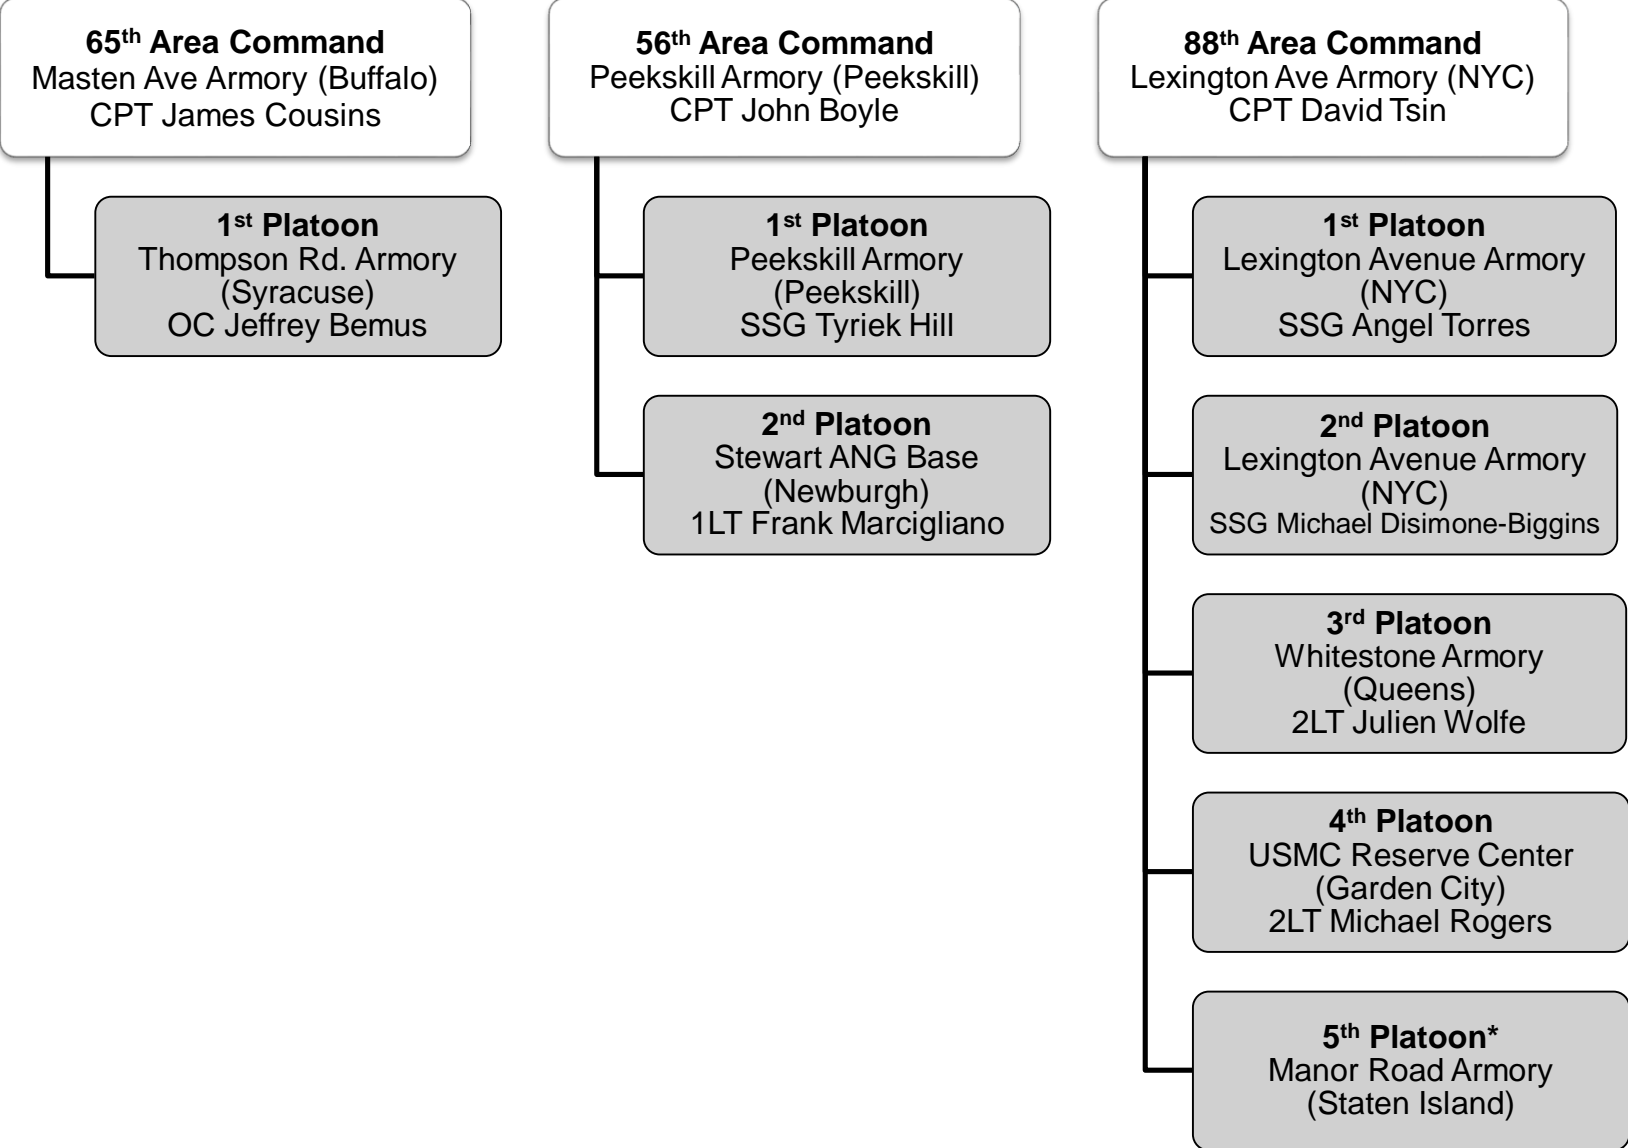 65th Area Command
Masten Ave Armory (Buffalo)
CPT James Cousins
1st Platoon
Thompson Rd. Armory
(Syracuse)
OC Jeffrey Bemus
56th Area Command
Peekskill Armory (Peekskill)
CPT John Boyle
1st Platoon
Peekskill Armory
(Peekskill)
SSG Tyriek Hill
2nd Platoon
Stewart ANG Base
(Newburgh)
1LT Frank Marcigliano
88th Area Command
Lexington Ave Armory (NYC)
CPT David Tsin
1st Platoon
Lexington Avenue Armory
(NYC)
SSG Angel Torres
2nd Platoon
Lexington Avenue Armory
(NYC)
SSG Michael Disimone-Biggins
3rd Platoon
Whitestone Armory
(Queens)
2LT Julien Wolfe
4th Platoon
USMC Reserve Center
(Garden City)
2LT Michael Rogers
5th Platoon*
Manor Road Armory
(Staten Island)